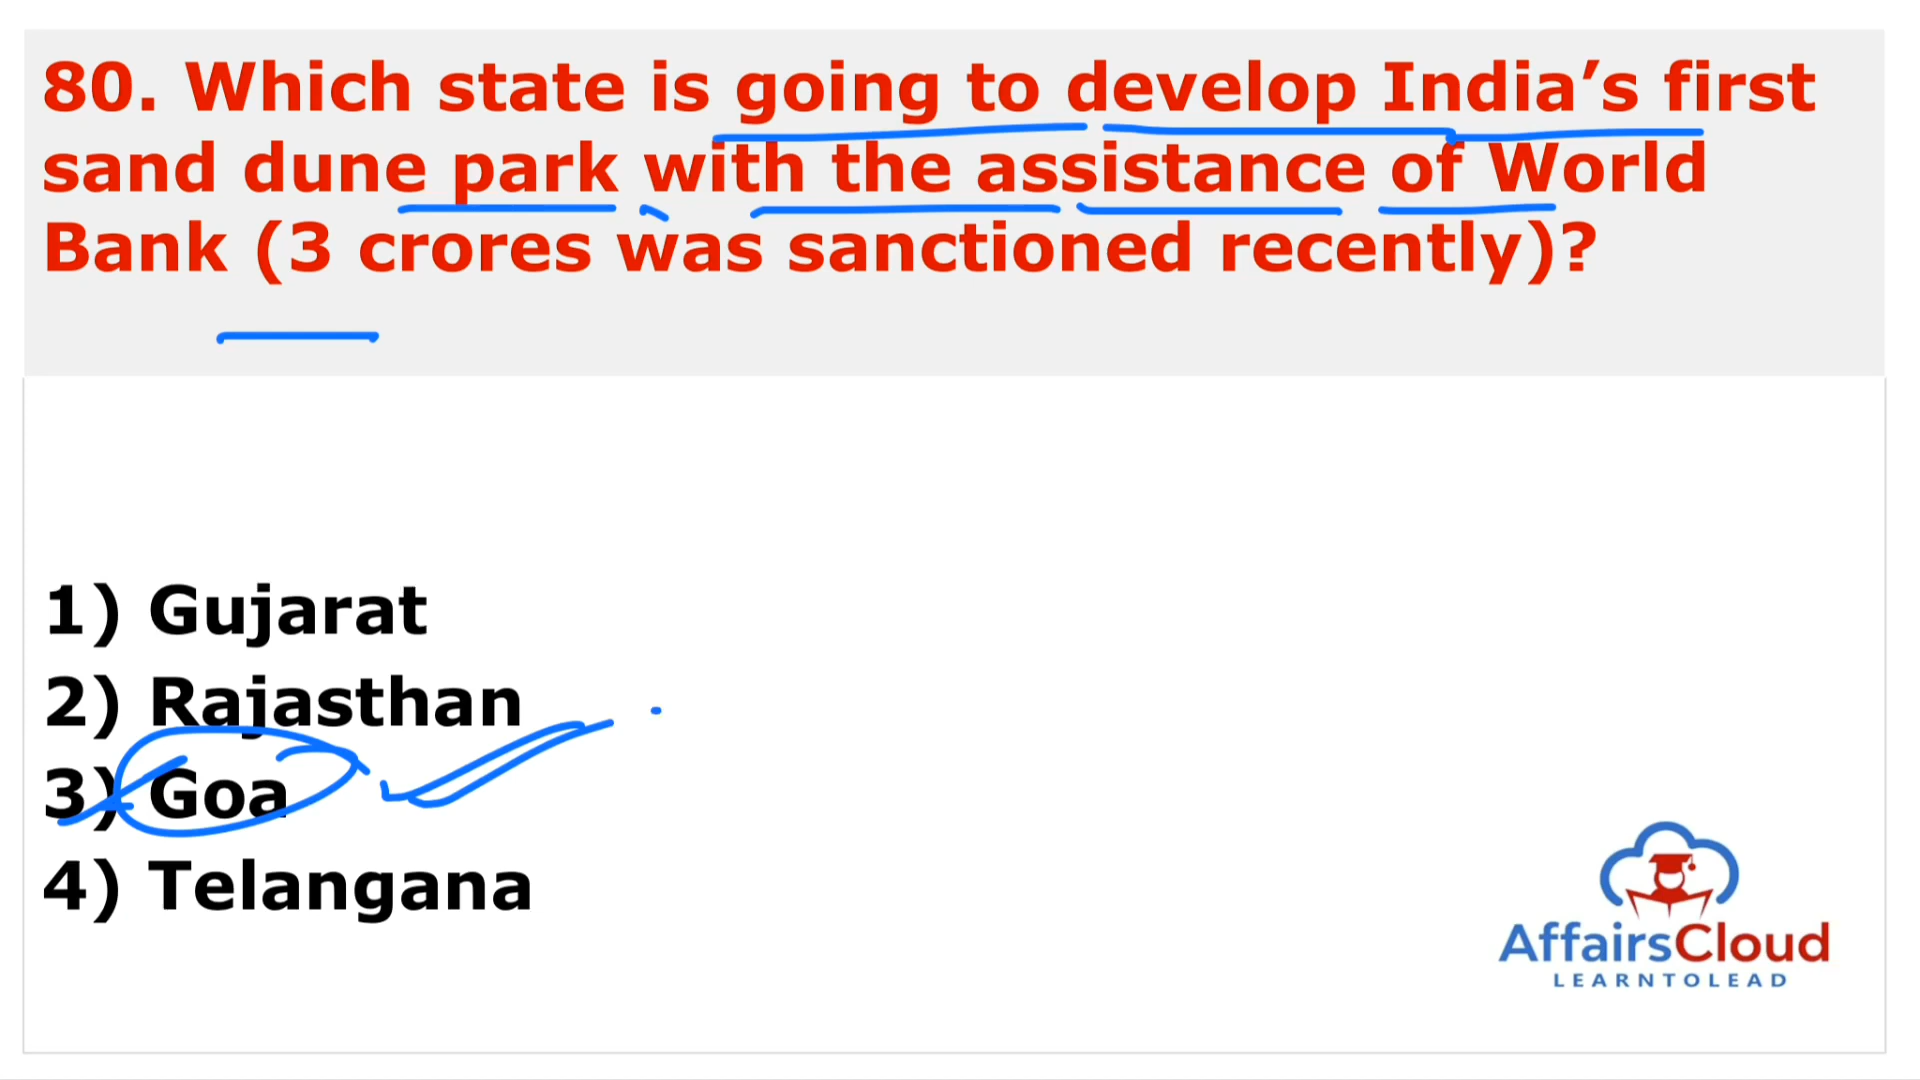 80. Which state is going to develop India’s first
sand dune park with the assistance of World
Bank (3 crores was sanctioned recently)?
1) Gujarat
2) Rajasthan
3) Goa
4) Telangana
AffairsCloud
LEARNTOLEAD